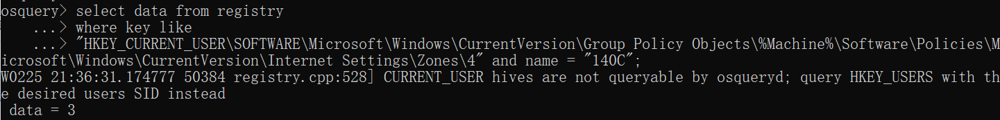 osquery> select data from registry
...> where key like
...> "HKEY_CURRENT_USER\SOFTWARE\Microsoft\Windows\CurrentVersion\Group Policy Objects\%Machine%\Software\Policies\M
icrosoft\Windows\CurrentVersion\Internet Settings\Zones\4" and name = "140C";
W0225 21:36:31.174777 50384 registry.cpp:528] CURRENT_USER hives are not queryable by osqueryd; query HKEY_USERS with th
e desired users SID instead
data = 3